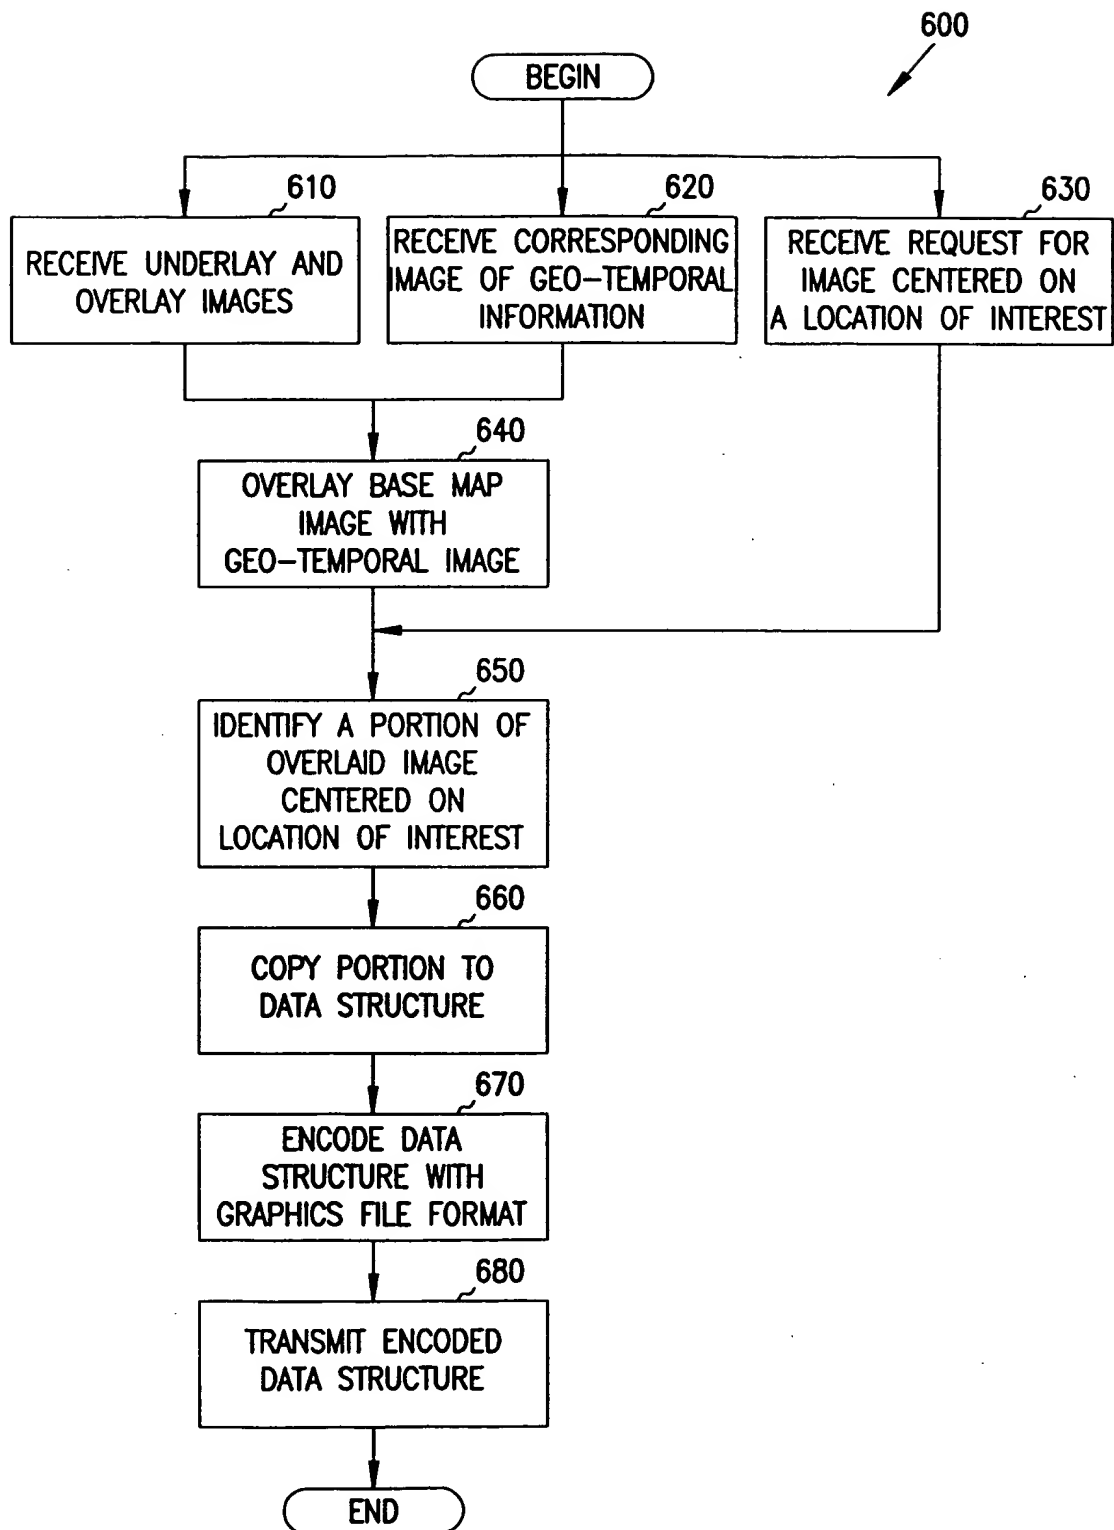 600
BEGIN
610
RECEIVE UNDERLAY AND
OVERLAY IMAGES
620
RECEIVE CORRESPONDING
IMAGE OF GEO-TEMPORAL
INFORMATION
630
RECEIVE REQUEST FOR
IMAGE CENTERED ON
A LOCATION OF INTEREST
640
OVERLAY BASE MAP
IMAGE WITH
GEO-TEMPORAL IMAGE
650
IDENTIFY A PORTION OF
OVERLAID IMAGE
CENTERED ON
LOCATION OF INTEREST
660
COPY PORTION TO
DATA STRUCTURE
670
ENCODE DATA
STRUCTURE WITH
GRAPHICS FILE FORMAT
680
TRANSMIT ENCODED
DATA STRUCTURE
END